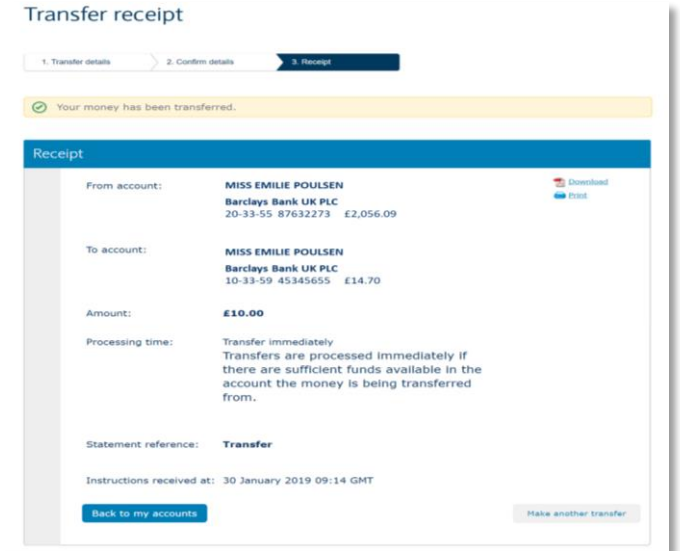 Transfer receipt
1. Transfer details
2. Confirm details
3. Receipt
Your money has been transferred.
Receipt
From account:
MISS EMILIE POULSEN
Barclays Bank UK PLC
20-33-55 87632273 £2,056.09
Download
Print
To account:
MISS EMILIE POULSEN
Barclays Bank UK PLC
10-33-59 45345655 £14.70
Amount:
£10.00
Processing time:
Transfer immediately
Transfers are processed immediately if
there are sufficient funds available in the
account the money is being transferred
from.
Statement reference:
Transfer
Instructions received at: 30 January 2019 09:14 GMT
Back to my accounts
Make another transfer